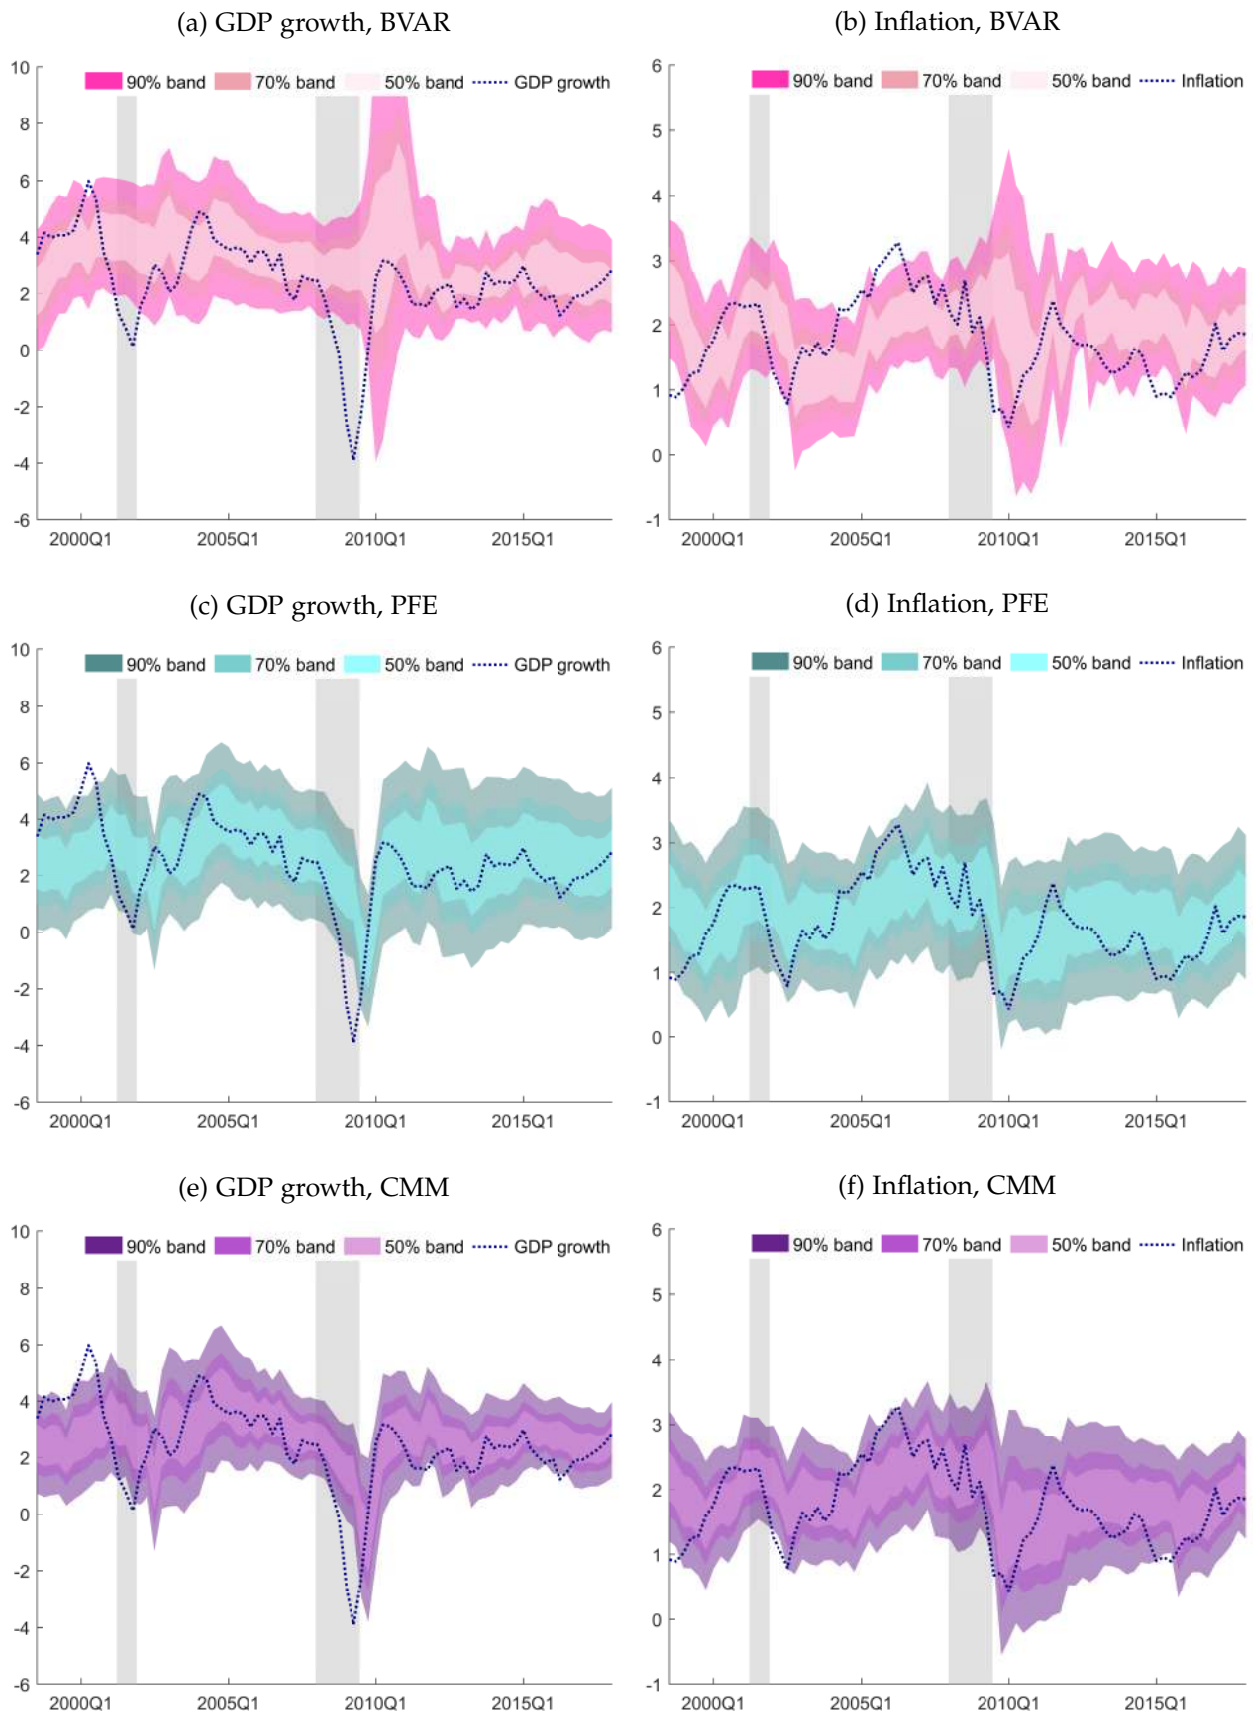 (a) GDP growth, BVAR
10
8
6
4
2
0
-2
-4
-6
90% band 70% band 50% band GDP growth
2000Q1 2005Q1 2010Q1 2015Q1
(b) Inflation, BVAR
6
5
4
3
2
1
0
-1
90% band 70% band 50% band Inflation
2000Q1 2005Q1 2010Q1 2015Q1
(c) GDP growth, PFE
10
8
6
4
2
0
-2
-4
-6
90% band 70% band 50% band GDP growth
2000Q1 2005Q1 2010Q1 2015Q1
(d) Inflation, PFE
6
5
4
3
2
1
0
-1
90% band 70% band 50% band Inflation
2000Q1 2005Q1 2010Q1 2015Q1
(e) GDP growth, CMM
10
8
6
4
2
0
-2
-4
-6
90% band 70% band 50% band GDP growth
2000Q1 2005Q1 2010Q1 2015Q1
(f) Inflation, CMM
6
5
4
3
2
1
0
-1
90% band 70% band 50% band Inflation
2000Q1 2005Q1 2010Q1 2015Q1